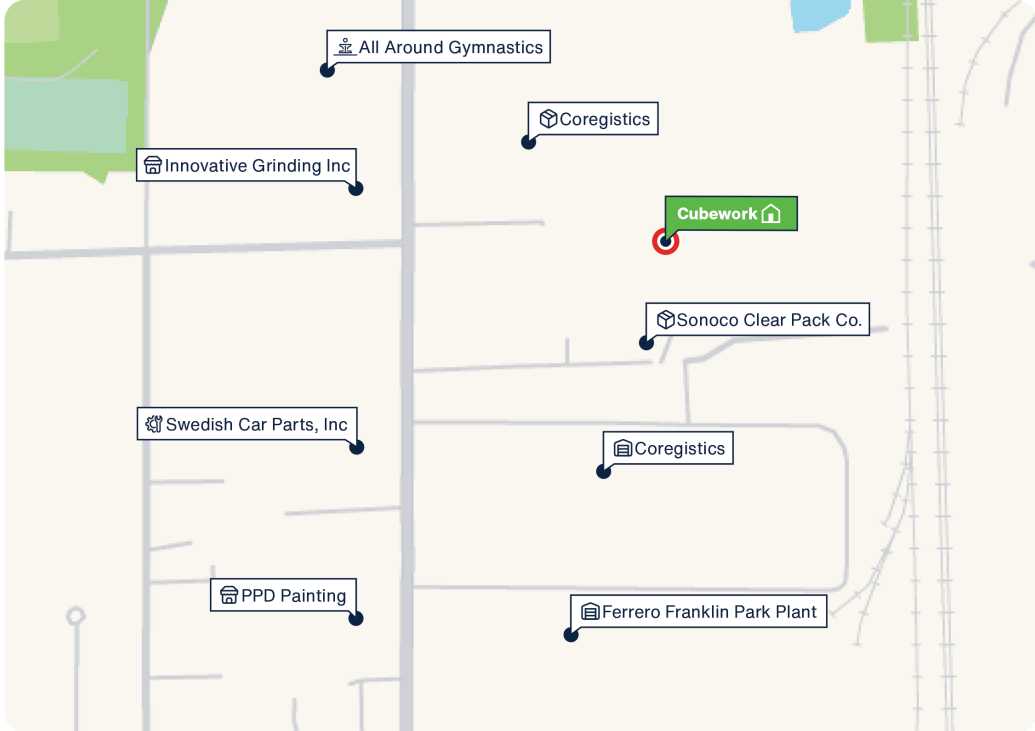 All Around Gymnastics
Coregistics
Innovative Grinding Inc
Cubework
Sonoco Clear Pack Co.
Swedish Car Parts, Inc
Coregistics
PPD Painting
Ferrero Franklin Park Plant